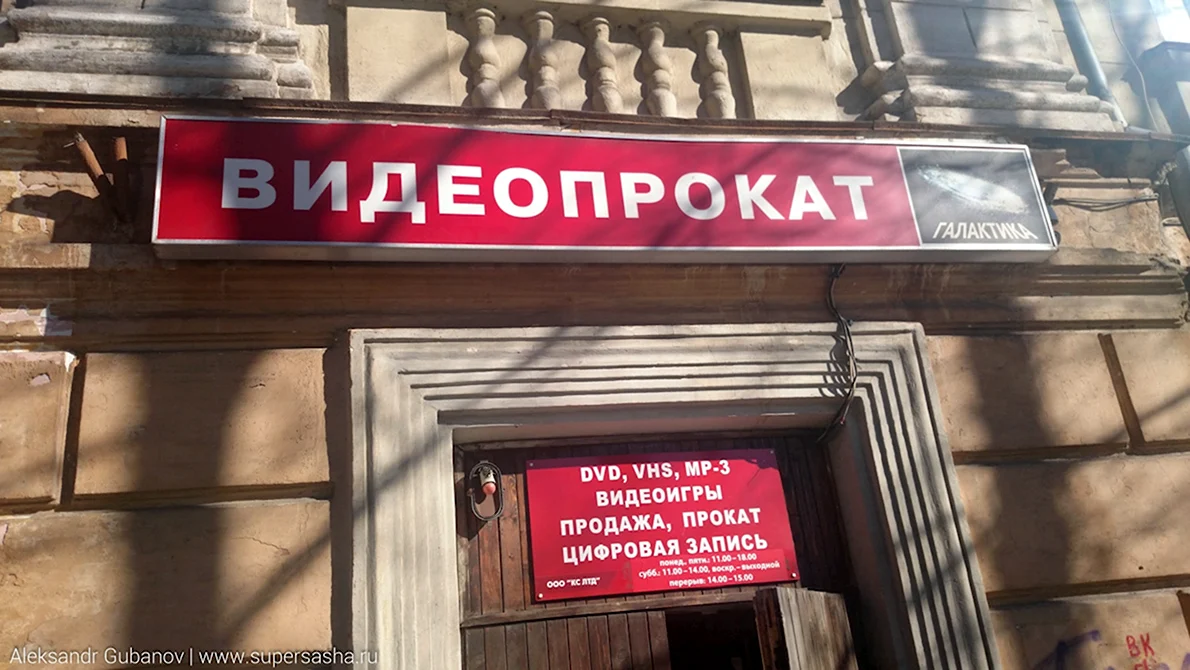 ВИДЕОПРОКАТ
ГАЛАКТИКА
DVD, VHS, MP-3
ВИДЕОИГРЫ
ПРОДАЖА, ПРОКАТ
ЦИФРОВАЯ ЗАПИСЬ
понед, пятн.: 11.00–18.00
субб.: 11.00–14.00, воскр.–выходной
перерыв: 14.00–15.00
ООО "КС ЛТД"
ВК
Aleksandr Gubanov | www.supersasha.ru